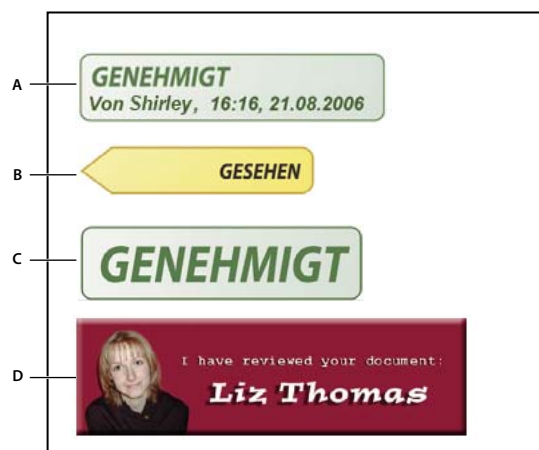 A
GENEHMIGT
Von Shirley, 16:16, 21.08.2006
B
GESEHEN
C
GENEHMIGT
D
I have reviewed your document:
Liz Thomas